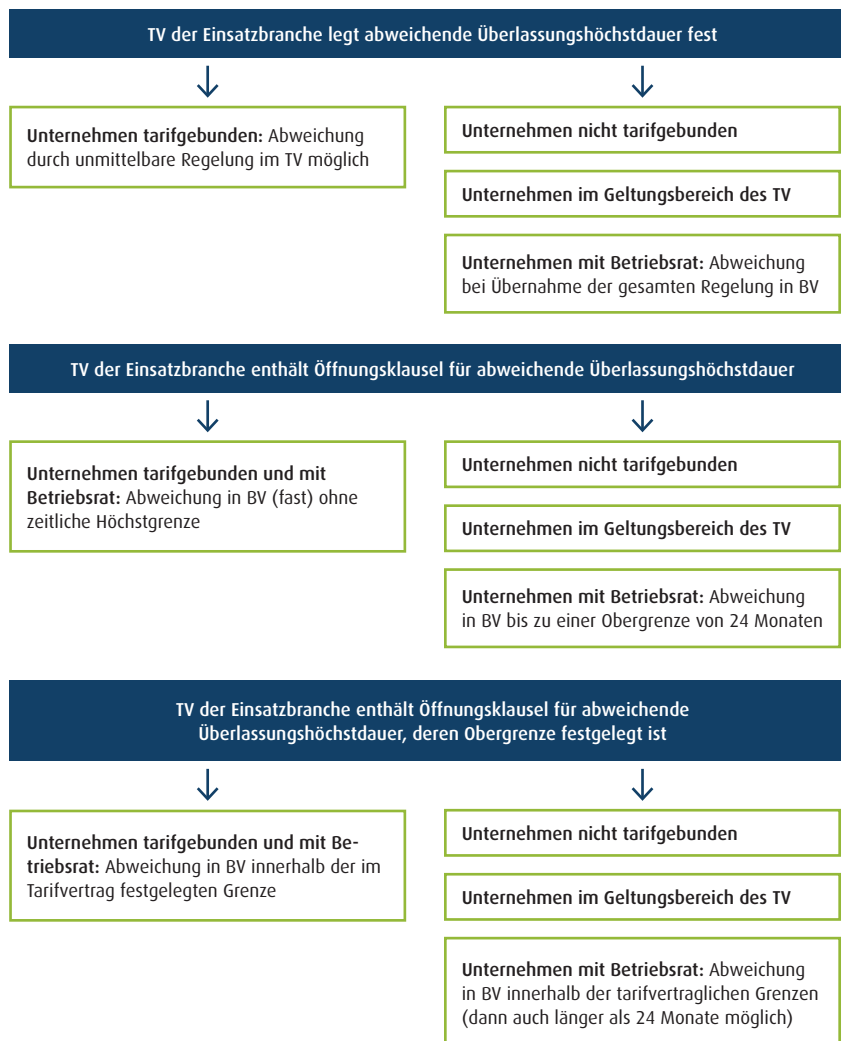 TV der Einsatzbranche legt abweichende Überlassungshöchstdauer fest
Unternehmen tarifgebunden: Abweichung
durch unmittelbare Regelung im TV möglich
Unternehmen nicht tarifgebunden
Unternehmen im Geltungsbereich des TV
Unternehmen mit Betriebsrat: Abweichung
bei Übernahme der gesamten Regelung in BV
TV der Einsatzbranche enthält Öffnungsklausel für abweichende Überlassungshöchstdauer
Unternehmen tarifgebunden und mit
Betriebsrat: Abweichung in BV (fast) ohne
zeitliche Höchstgrenze
Unternehmen nicht tarifgebunden
Unternehmen im Geltungsbereich des TV
Unternehmen mit Betriebsrat: Abweichung
in BV bis zu einer Obergrenze von 24 Monaten
TV der Einsatzbranche enthält Öffnungsklausel für abweichende
Überlassungshöchstdauer, deren Obergrenze festgelegt ist
Unternehmen tarifgebunden und mit Be-
triebsrat: Abweichung in BV innerhalb der im
Tarifvertrag festgelegten Grenze
Unternehmen nicht tarifgebunden
Unternehmen im Geltungsbereich des TV
Unternehmen mit Betriebsrat: Abweichung
in BV innerhalb der tarifvertraglichen Grenzen
(dann auch länger als 24 Monate möglich)